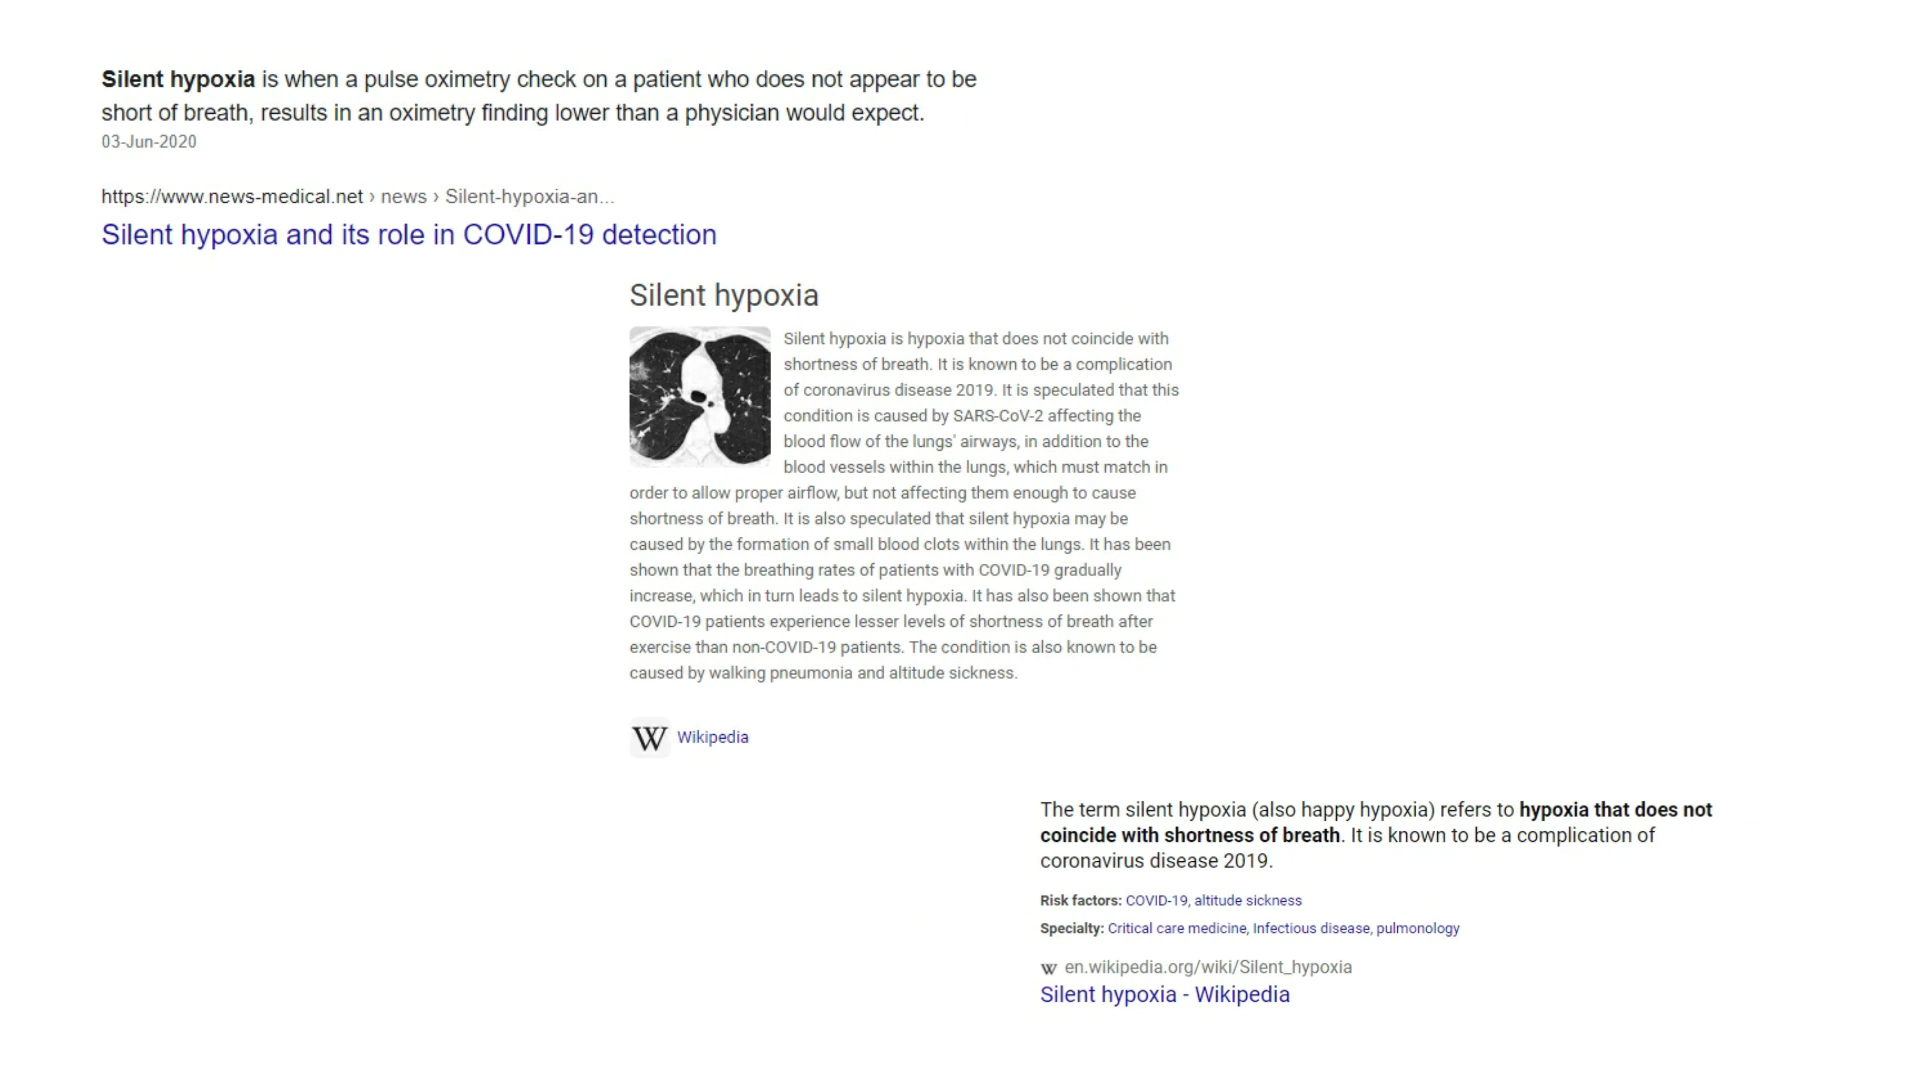 Silent hypoxia is when a pulse oximetry check on a patient who does not appear to be
short of breath, results in an oximetry finding lower than a physician would expect.
03-Jun-2020
https://www.news-medical.net › news › Silent-hypoxia-an...
Silent hypoxia and its role in COVID-19 detection
Silent hypoxia
Silent hypoxia is hypoxia that does not coincide with
shortness of breath. It is known to be a complication
of coronavirus disease 2019. It is speculated that this
condition is caused by SARS-CoV-2 affecting the
blood flow of the lungs' airways, in addition to the
blood vessels within the lungs, which must match in
order to allow proper airflow, but not affecting them enough to cause
shortness of breath. It is also speculated that silent hypoxia may be
caused by the formation of small blood clots within the lungs. It has been
shown that the breathing rates of patients with COVID-19 gradually
increase, which in turn leads to silent hypoxia. It has also been shown that
COVID-19 patients experience lesser levels of shortness of breath after
exercise than non-COVID-19 patients. The condition is also known to be
caused by walking pneumonia and altitude sickness.
W Wikipedia
The term silent hypoxia (also happy hypoxia) refers to hypoxia that does not
coincide with shortness of breath. It is known to be a complication of
coronavirus disease 2019.
Risk factors: COVID-19, altitude sickness
Specialty: Critical care medicine, Infectious disease, pulmonology
W en.wikipedia.org/wiki/Silent_hypoxia
Silent hypoxia - Wikipedia